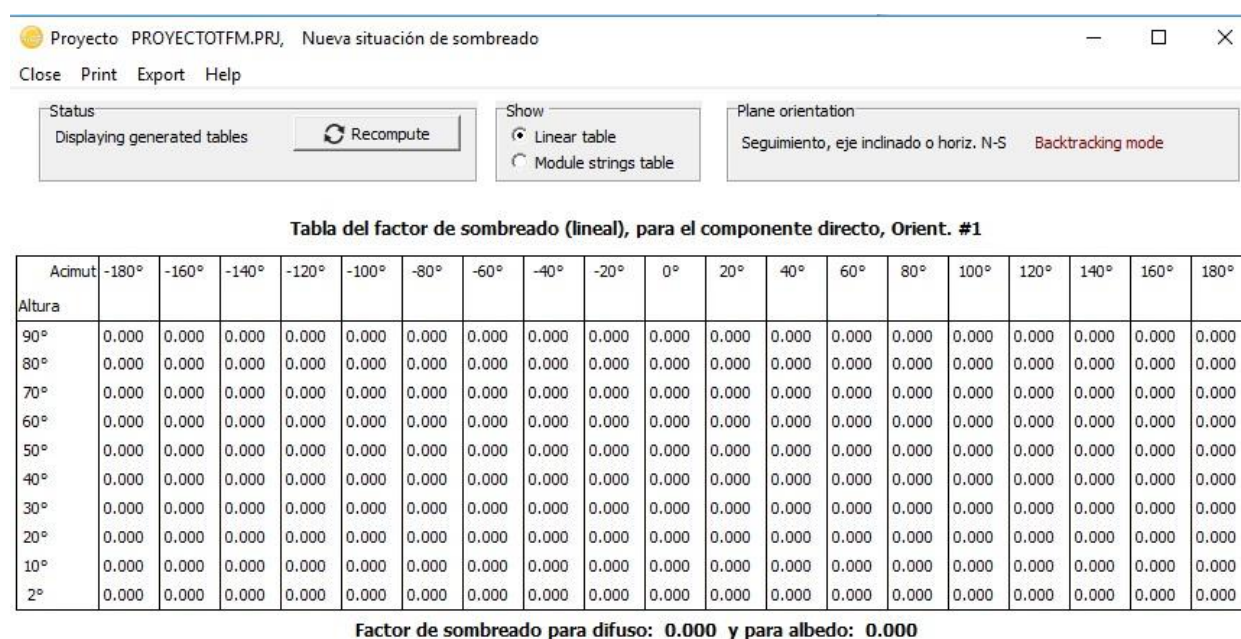 Proyecto PROYECTOTFM.PRJ, Nueva situación de sombreado
Close Print Export Help
Status
Displaying generated tables
Recompute
Show
Linear table
Module strings table
Plane orientation
Seguimiento, eje inclinado o horiz. N-S Backtracking mode
Tabla del factor de sombreado (lineal), para el componente directo, Orient. #1
Acimut -180° -160° -140° -120° -100° -80° -60° -40° -20° 0° 20° 40° 60° 80° 100° 120° 140° 160° 180°
Altura
90° 0.000 0.000 0.000 0.000 0.000 0.000 0.000 0.000 0.000 0.000 0.000 0.000 0.000 0.000 0.000 0.000 0.000 0.000 0.000
80° 0.000 0.000 0.000 0.000 0.000 0.000 0.000 0.000 0.000 0.000 0.000 0.000 0.000 0.000 0.000 0.000 0.000 0.000 0.000
70° 0.000 0.000 0.000 0.000 0.000 0.000 0.000 0.000 0.000 0.000 0.000 0.000 0.000 0.000 0.000 0.000 0.000 0.000 0.000
60° 0.000 0.000 0.000 0.000 0.000 0.000 0.000 0.000 0.000 0.000 0.000 0.000 0.000 0.000 0.000 0.000 0.000 0.000 0.000
50° 0.000 0.000 0.000 0.000 0.000 0.000 0.000 0.000 0.000 0.000 0.000 0.000 0.000 0.000 0.000 0.000 0.000 0.000 0.000
40° 0.000 0.000 0.000 0.000 0.000 0.000 0.000 0.000 0.000 0.000 0.000 0.000 0.000 0.000 0.000 0.000 0.000 0.000 0.000
30° 0.000 0.000 0.000 0.000 0.000 0.000 0.000 0.000 0.000 0.000 0.000 0.000 0.000 0.000 0.000 0.000 0.000 0.000 0.000
20° 0.000 0.000 0.000 0.000 0.000 0.000 0.000 0.000 0.000 0.000 0.000 0.000 0.000 0.000 0.000 0.000 0.000 0.000 0.000
10° 0.000 0.000 0.000 0.000 0.000 0.000 0.000 0.000 0.000 0.000 0.000 0.000 0.000 0.000 0.000 0.000 0.000 0.000 0.000
2° 0.000 0.000 0.000 0.000 0.000 0.000 0.000 0.000 0.000 0.000 0.000 0.000 0.000 0.000 0.000 0.000 0.000 0.000 0.000
Factor de sombreado para difuso: 0.000 y para albedo: 0.000